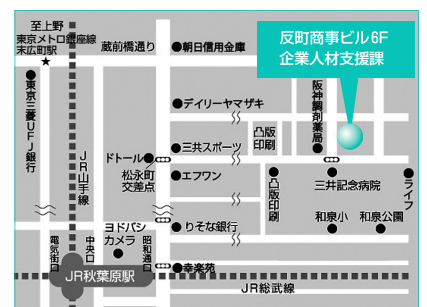 至上野
東京メトロ銀座線
末広町駅
蔵前橋通り
朝日信用金庫
反町商事ビル6F
企業人材支援課
東京三菱UFJ銀行
JR山手線
デイリーヤマザキ
三共スポーツ
凸版
印刷
阪神調剤薬局
ドトール
松永町
交差点
エフワン
凸版印刷
三井記念病院
ライフ
ヨドバシ
カメラ
りそな銀行
和泉小
和泉公園
電気街口
中央口
昭和通口
JR秋葉原駅
幸楽苑
JR総武線